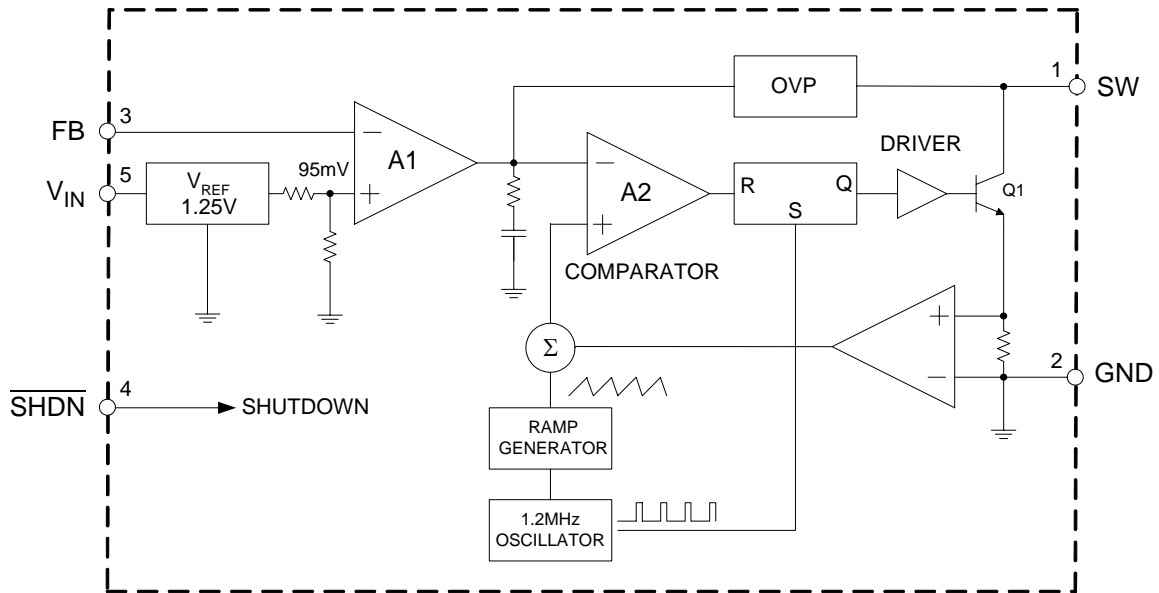 OVP
1
SW
FB
3
A1
DRIVER
V_IN
5
V_REF
1.25V
95mV
−
+
−
+
A2
R
Q
S
Q1
COMPARATOR
Σ
+
−
2
GND
SHDN
4
SHUTDOWN
RAMP
GENERATOR
1.2MHz
OSCILLATOR